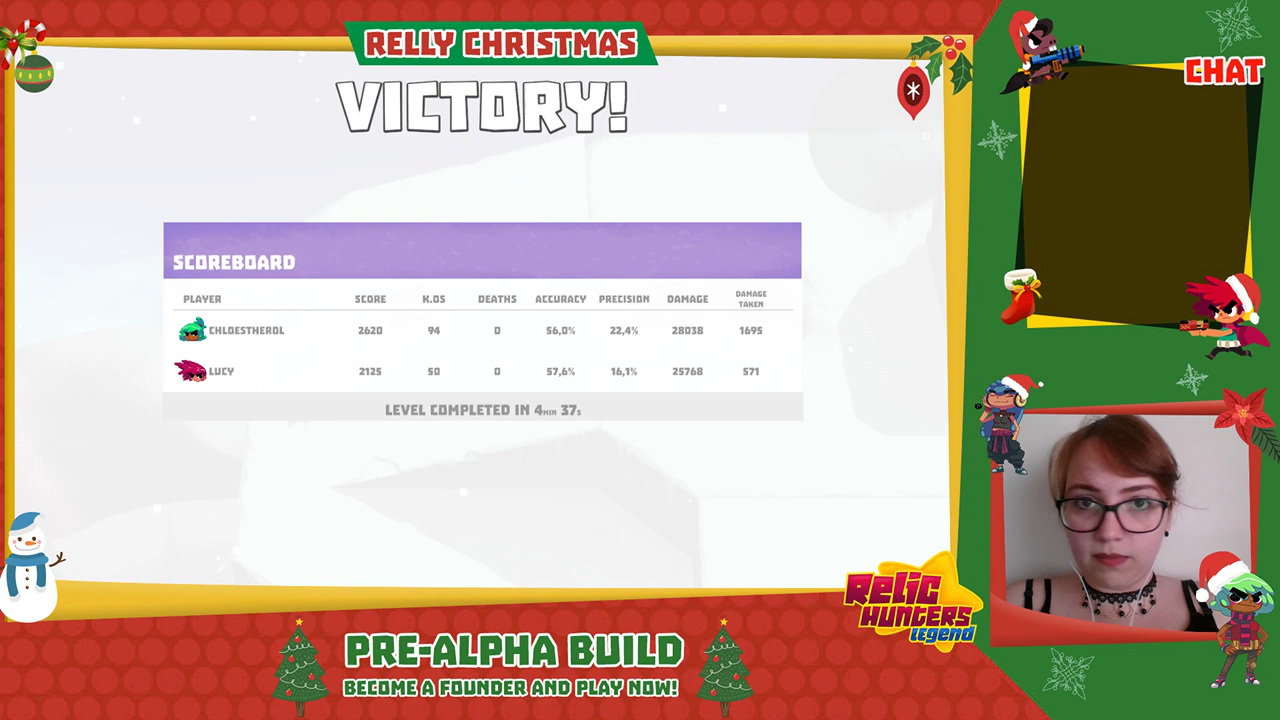 RELLY CHRISTMAS
VICTORY!
CHAT
SCOREBOARD
PLAYER SCORE K.OS DEATHS ACCURACY PRECISION DAMAGE DAMAGE TAKEN
CHLOESTHEROL 2620 94 0 56,0% 22,4% 28038 1695
LUCY 2125 50 0 57,6% 16,1% 25768 571
LEVEL COMPLETED IN 4MIN 37S
RELIC
HUNTERS
LEGEND
PRE-ALPHA BUILD
BECOME A FOUNDER AND PLAY NOW!